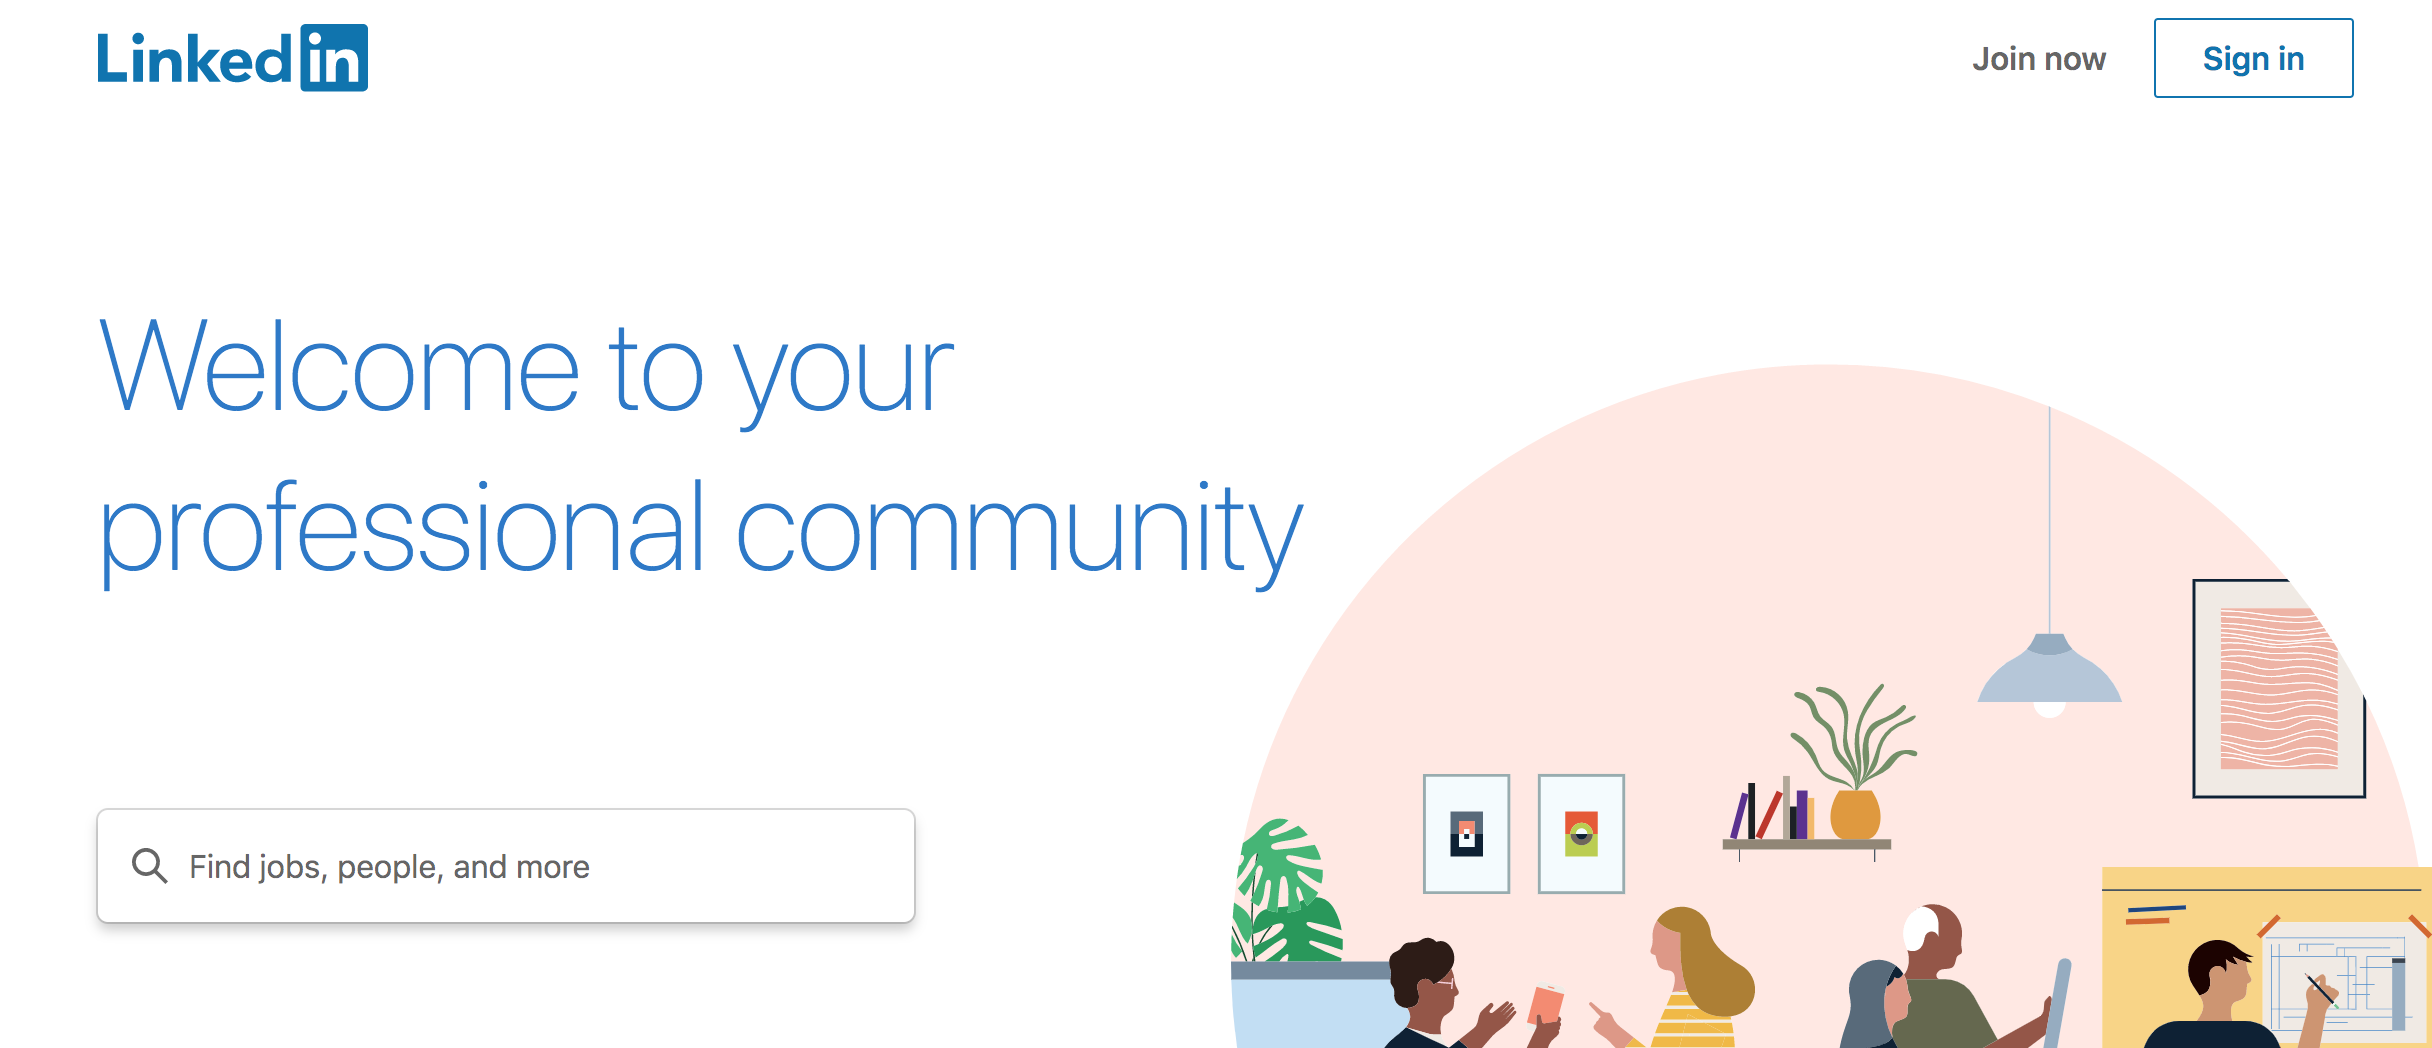 LinkedIn
Join now
Sign in
Welcome to your
professional community
Find jobs, people, and more